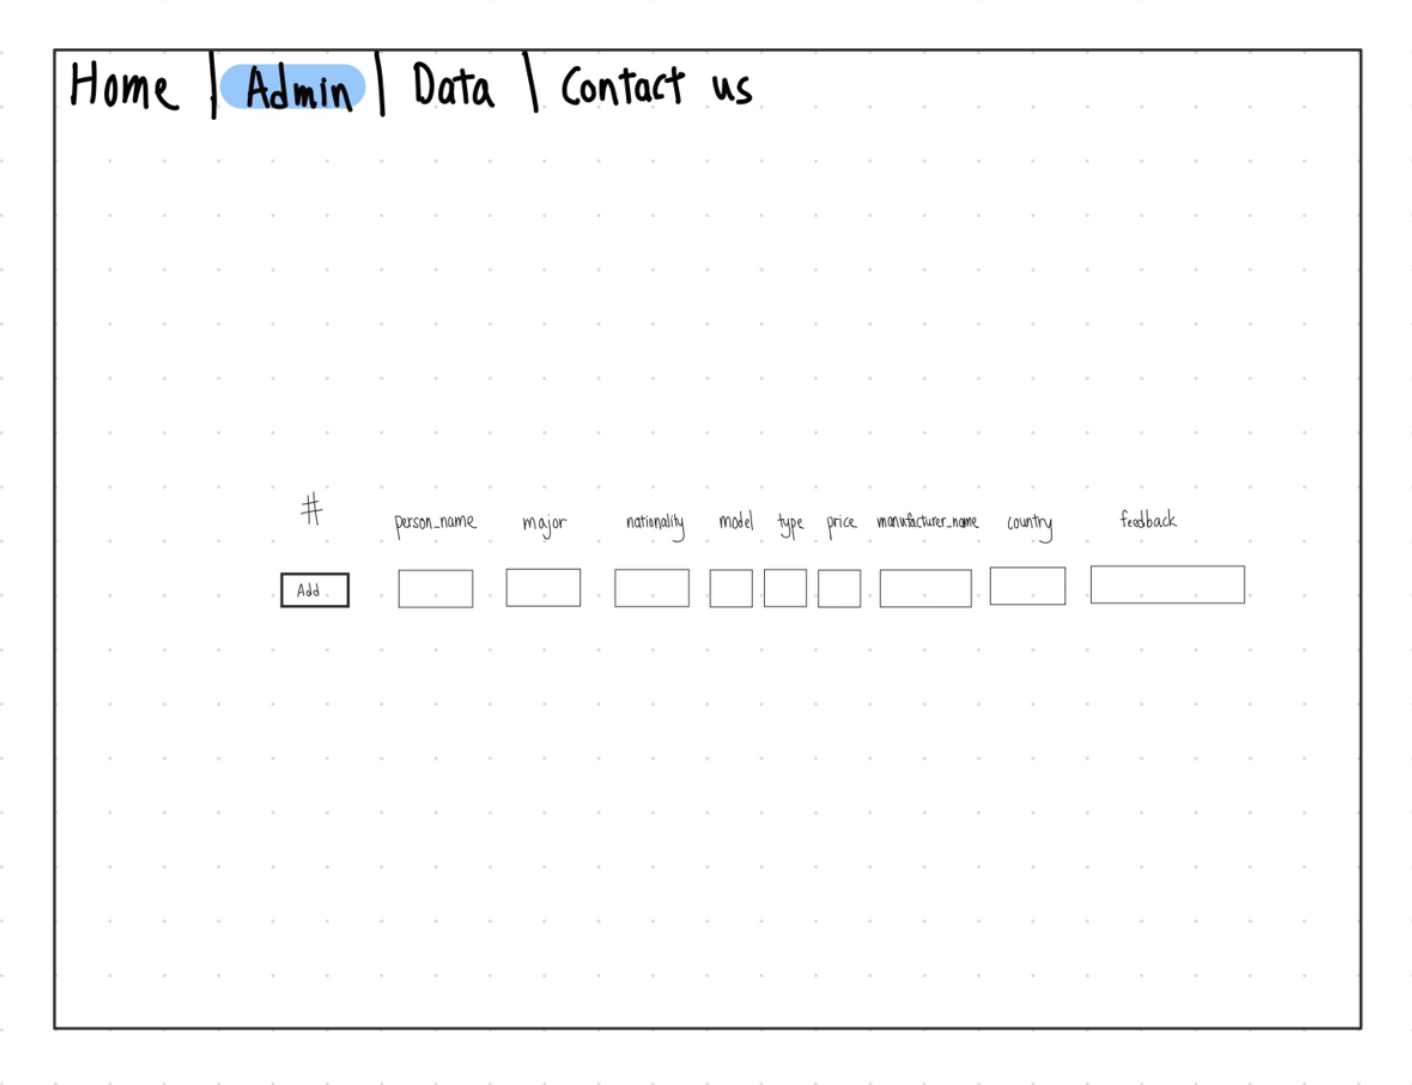 Home | Admin | Data | Contact us
# person_name major nationality model type price manufacturer_name country feedback
Add